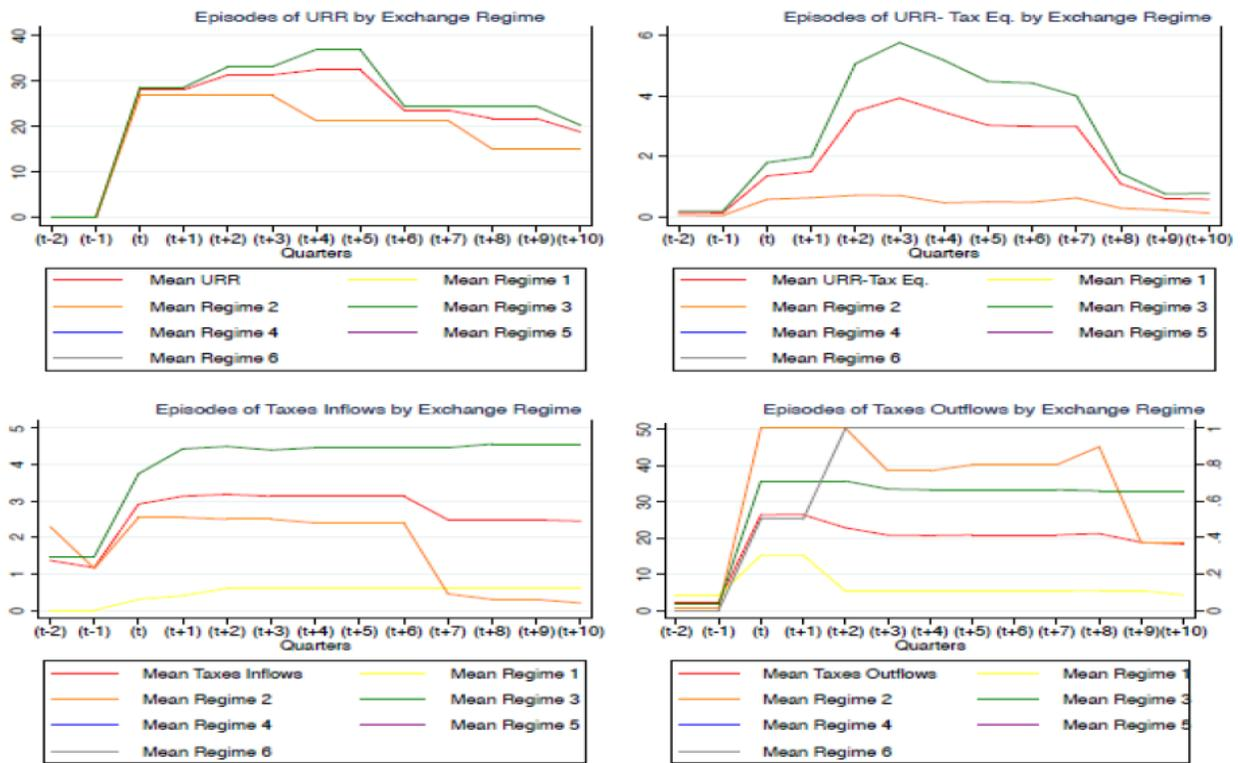 Episodes of URR by Exchange Regime
40
30
20
10
0
(t-2) (t-1) (t) (t+1) (t+2) (t+3) (t+4) (t+5) (t+6) (t+7) (t+8) (t+9) (t+10)
Quarters
Mean URR Mean Regime 1
Mean Regime 2 Mean Regime 3
Mean Regime 4 Mean Regime 5
Mean Regime 6
Episodes of URR- Tax Eq. by Exchange Regime
6
4
2
0
(t-2) (t-1) (t) (t+1) (t+2) (t+3) (t+4) (t+5) (t+6) (t+7) (t+8) (t+9) (t+10)
Quarters
Mean URR-Tax Eq. Mean Regime 1
Mean Regime 2 Mean Regime 3
Mean Regime 4 Mean Regime 5
Mean Regime 6
Episodes of Taxes Inflows by Exchange Regime
5
4
3
2
1
0
(t-2) (t-1) (t) (t+1) (t+2) (t+3) (t+4) (t+5) (t+6) (t+7) (t+8) (t+9) (t+10)
Quarters
Mean Taxes Inflows Mean Regime 1
Mean Regime 2 Mean Regime 3
Mean Regime 4 Mean Regime 5
Mean Regime 6
Episodes of Taxes Outflows by Exchange Regime
50 1
40 .8
30 .6
20 .4
10 .2
0 0
(t-2) (t-1) (t) (t+1) (t+2) (t+3) (t+4) (t+5) (t+6) (t+7) (t+8) (t+9) (t+10)
Quarters
Mean Taxes Outflows Mean Regime 1
Mean Regime 2 Mean Regime 3
Mean Regime 4 Mean Regime 5
Mean Regime 6